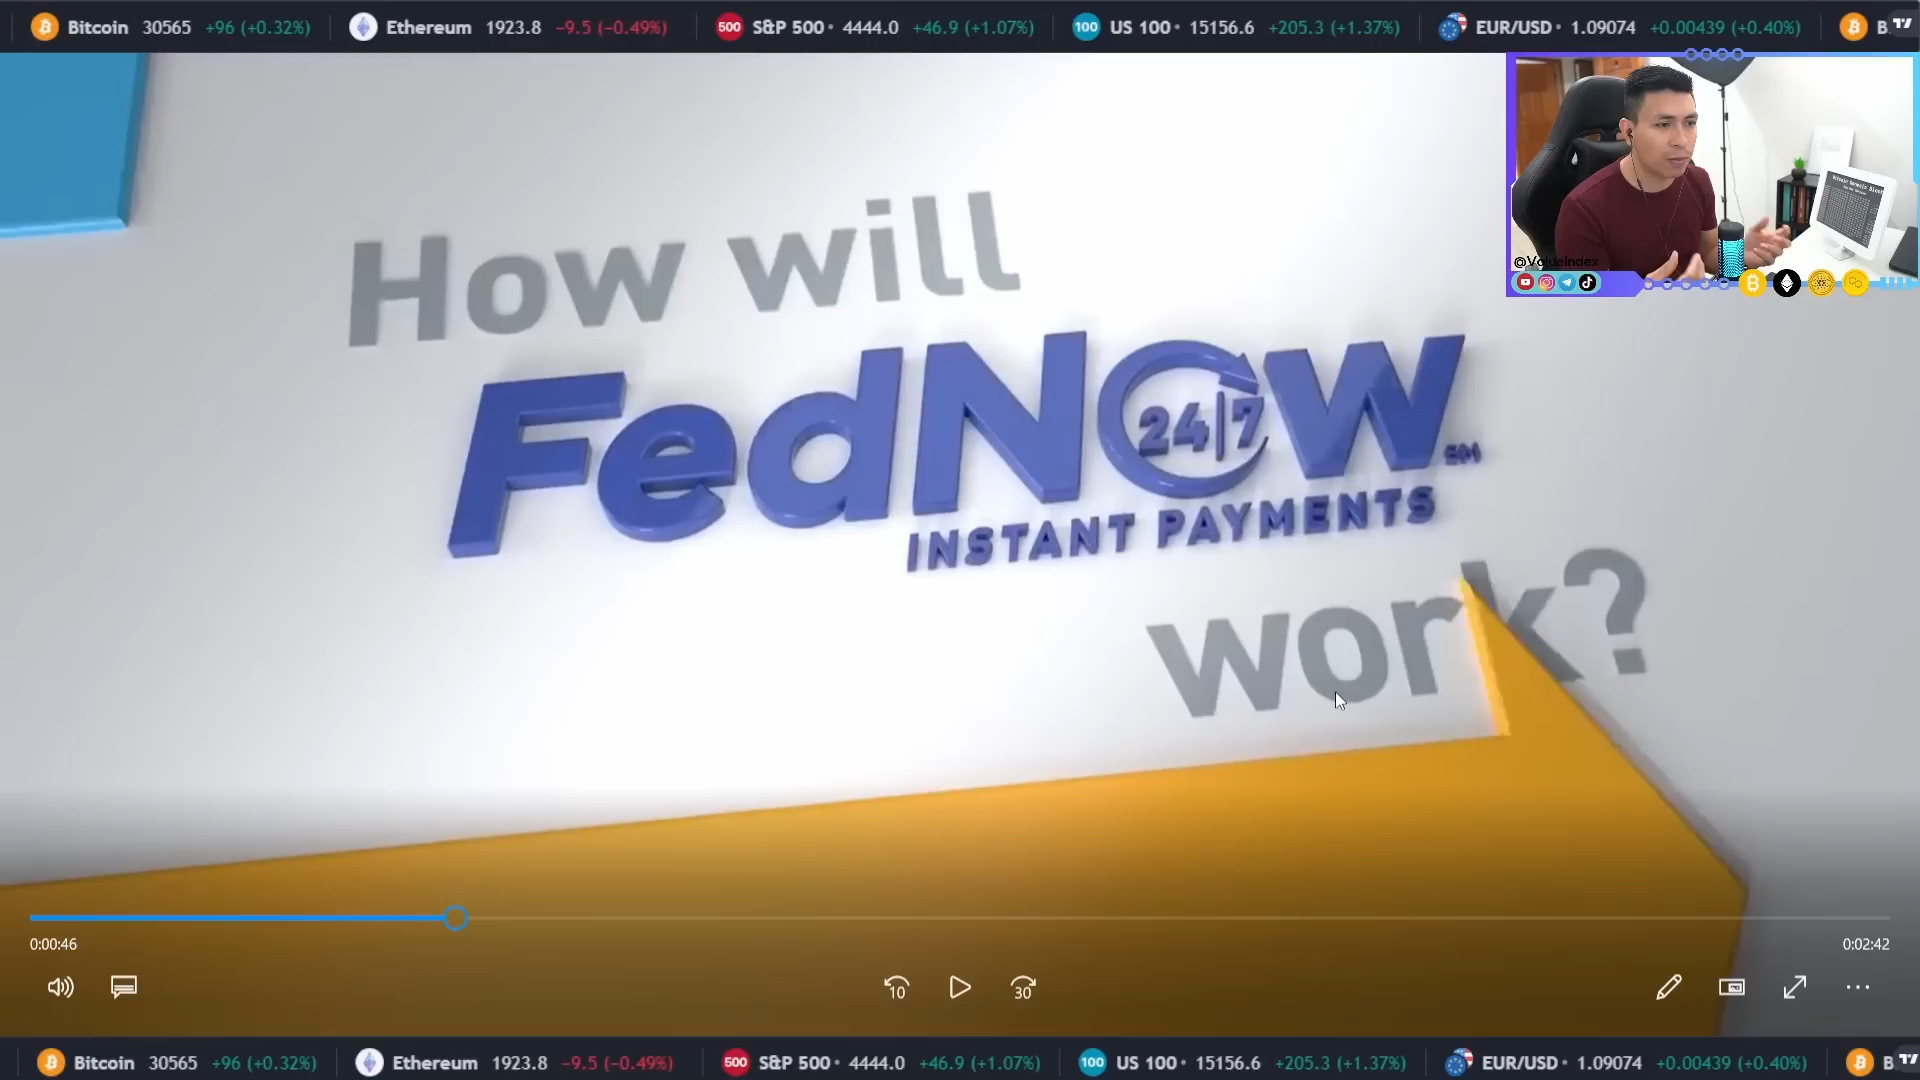 Bitcoin 30565 +96 (+0.32%) Ethereum 1923.8 −9.5 (−0.49%) 500 S&P 500 • 4444.0 +46.9 (+1.07%) 100 US 100 • 15156.6 +205.3 (+1.37%) EUR/USD • 1.09074 +0.00439 (+0.40%) B
@ValueIndex
How will
FedNow 24|7 SM
INSTANT PAYMENTS
work?
0:00:46 0:02:42
10 30
Bitcoin 30565 +96 (+0.32%) Ethereum 1923.8 −9.5 (−0.49%) 500 S&P 500 • 4444.0 +46.9 (+1.07%) 100 US 100 • 15156.6 +205.3 (+1.37%) EUR/USD • 1.09074 +0.00439 (+0.40%) B